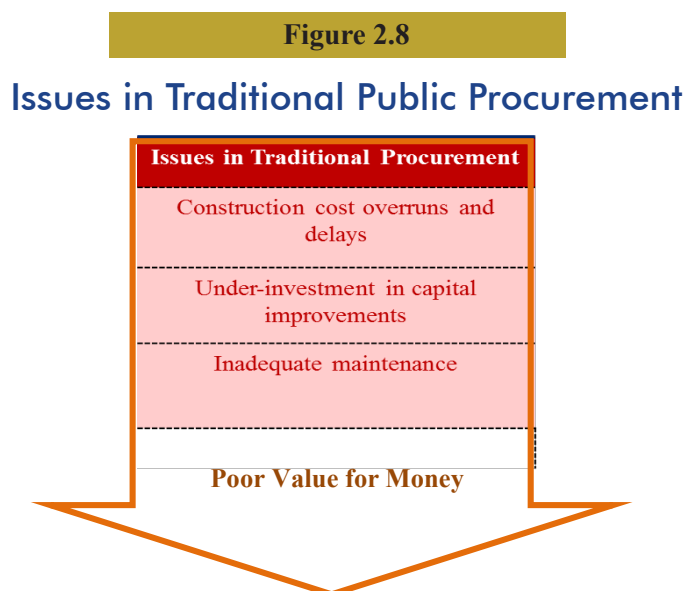 Figure 2.8
Issues in Traditional Public Procurement
Issues in Traditional Procurement
Construction cost overruns and
delays
Under-investment in capital
improvements
Inadequate maintenance
Poor Value for Money